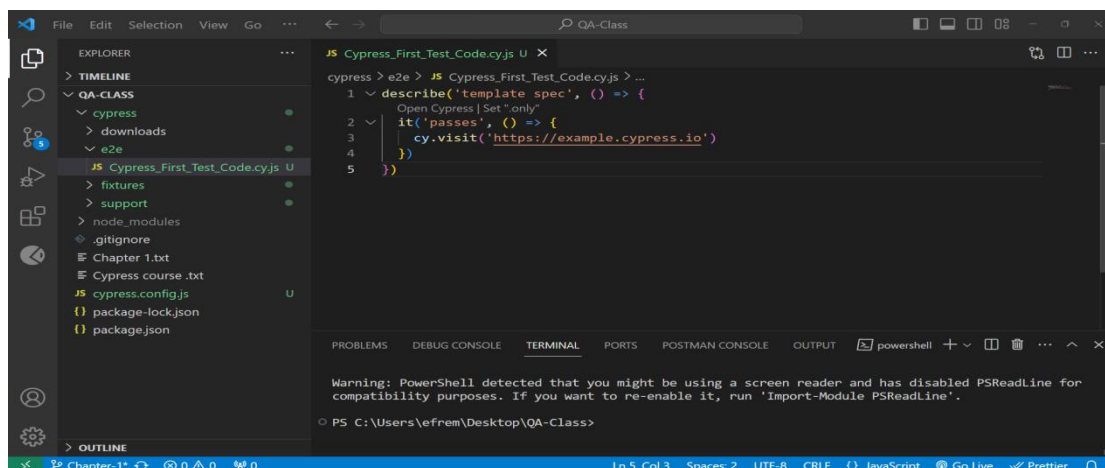 File Edit Selection View Go ··· QA-Class
EXPLORER ···
TIMELINE
QA-CLASS
cypress
downloads
e2e
JS Cypress_First_Test_Code.cy.js U
fixtures
support
node_modules
.gitignore
Chapter 1.txt
Cypress course .txt
JS cypress.config.js U
{} package-lock.json
{} package.json
OUTLINE
5
JS Cypress_First_Test_Code.cy.js U ×
cypress > e2e > JS Cypress_First_Test_Code.cy.js > ...
1 describe('template spec', () => {
Open Cypress | Set ".only"
2 it('passes', () => {
3 cy.visit('https://example.cypress.io')
4 })
5 })
PROBLEMS DEBUG CONSOLE TERMINAL PORTS POSTMAN CONSOLE OUTPUT powershell
Warning: PowerShell detected that you might be using a screen reader and has disabled PSReadLine for
compatibility purposes. If you want to re-enable it, run 'Import-Module PSReadLine'.
PS C:\Users\efrem\Desktop\QA-Class>
Chapter-1* 0 0 0 Ln 5, Col 3 Spaces: 2 UTF-8 CRLF {} JavaScript Go Live Prettier